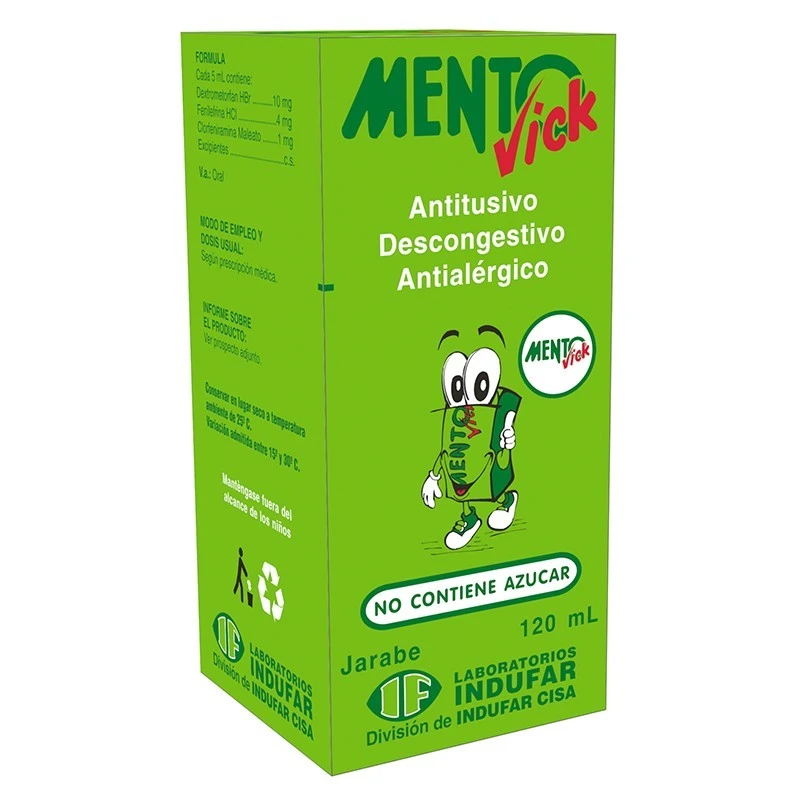 FORMULA
Cada 5 mL contiene:
Dextrometorfan HBr ........10 mg
Fenilefrina HCl ............4 mg
Clorfeniramina Maleato .....1 mg
Excipientes ................c.s.
V.a.: Oral
MODO DE EMPLEO Y
DOSIS USUAL:
Según prescripción médica.
INFORME SOBRE
EL PRODUCTO:
Ver prospecto adjunto.
Conservar en lugar seco a temperatura
ambiente de 25º C.
Variación admitida entre 15º y 30º C.
Manténgase fuera del
alcance de los niños
IF LABORATORIOS
INDUFAR
División de INDUFAR CISA
MENTO
Vick
Antitusivo
Descongestivo
Antialérgico
MENTO
Vick
MENTO
Vick
NO CONTIENE AZUCAR
120 mL
Jarabe
IF LABORATORIOS
INDUFAR
División de INDUFAR CISA